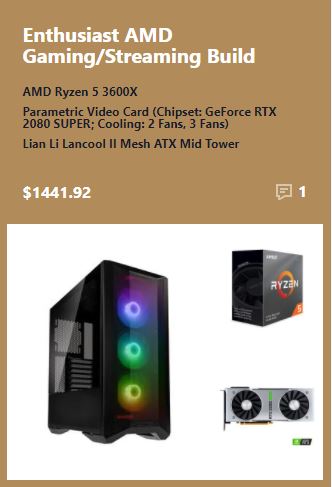 Enthusiast AMD
Gaming/Streaming Build
AMD Ryzen 5 3600X
Parametric Video Card (Chipset: GeForce RTX
2080 SUPER; Cooling: 2 Fans, 3 Fans)
Lian Li Lancool II Mesh ATX Mid Tower
$1441.92
1
AMD
RYZEN
5